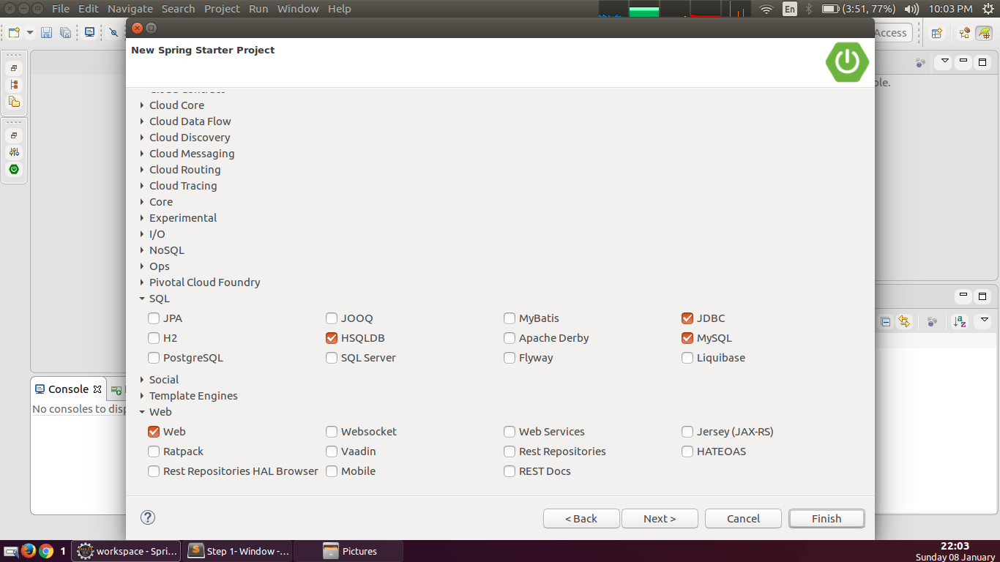 File Edit Navigate Search Project Run Window Help
En (3:51, 77%) 10:03 PM
Access
New Spring Starter Project
ble.
Cloud Core
Cloud Data Flow
Cloud Discovery
Cloud Messaging
Cloud Routing
Cloud Tracing
Core
Experimental
I/O
NoSQL
Ops
Pivotal Cloud Foundry
SQL
JPA JOOQ MyBatis JDBC
H2 HSQLDB Apache Derby MySQL
PostgreSQL SQL Server Flyway Liquibase
Social
Template Engines
Web
Web Websocket Web Services Jersey (JAX-RS)
Ratpack Vaadin Rest Repositories HATEOAS
Rest Repositories HAL Browser Mobile REST Docs
Console
No consoles to disp
< Back Next > Cancel Finish
1 workspace - Spri... Step 1- Window -... Pictures
22:03
Sunday 08 January